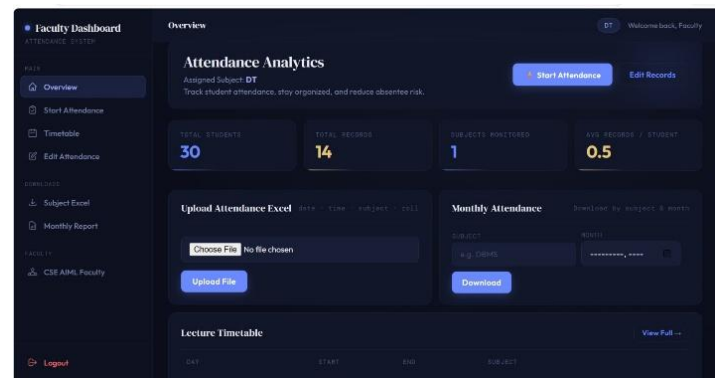 Faculty Dashboard
ATTENDANCE SYSTEM
MAIN
Overview
Start Attendance
Timetable
Edit Attendance
DOWNLOADS
Subject Excel
Monthly Report
FACULTY
CSE AIML Faculty
Logout
Overview
DT
Welcome back, Faculty
Attendance Analytics
Assigned Subject: DT
Track student attendance, stay organized, and reduce absentee risk.
Start Attendance
Edit Records
TOTAL STUDENTS
30
TOTAL RECORDS
14
SUBJECTS MONITORED
1
AVG RECORDS / STUDENT
0.5
Upload Attendance Excel date · time · subject · roll
Choose File No file chosen
Upload File
Monthly Attendance Download by subject & month
SUBJECT
MONTH
e.g. DBMS
---------, ----
Download
Lecture Timetable
View Full →
DAY
START
END
SUBJECT